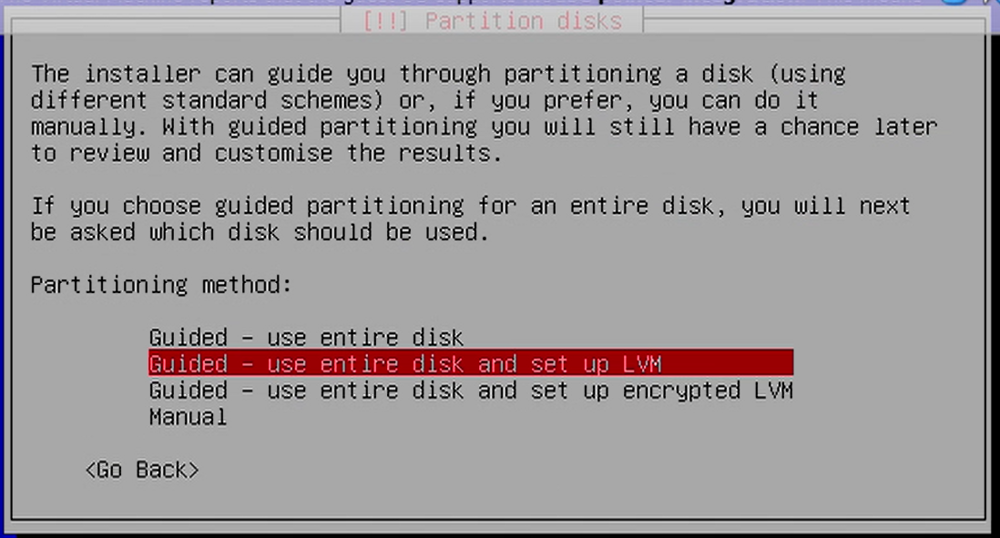 [!!] Partition disks
The installer can guide you through partitioning a disk (using
different standard schemes) or, if you prefer, you can do it
manually. With guided partitioning you will still have a chance later
to review and customise the results.
If you choose guided partitioning for an entire disk, you will next
be asked which disk should be used.
Partitioning method:
Guided - use entire disk
Guided - use entire disk and set up LVM
Guided - use entire disk and set up encrypted LVM
Manual
<Go Back>